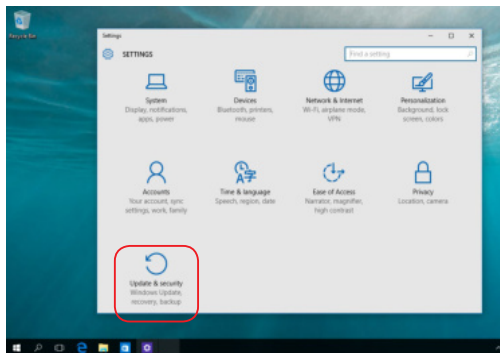 Recycle Bin
Settings
SETTINGS
Find a setting
System
Display, notifications,
apps, power
Devices
Bluetooth, printers,
mouse
Network & Internet
Wi-Fi, airplane mode,
VPN
Personalization
Background, lock
screen, colors
Accounts
Your account, sync
settings, work, family
Time & language
Speech, region, date
Ease of Access
Narrator, magnifier,
high contrast
Privacy
Location, camera
Update & security
Windows Update,
recovery, backup